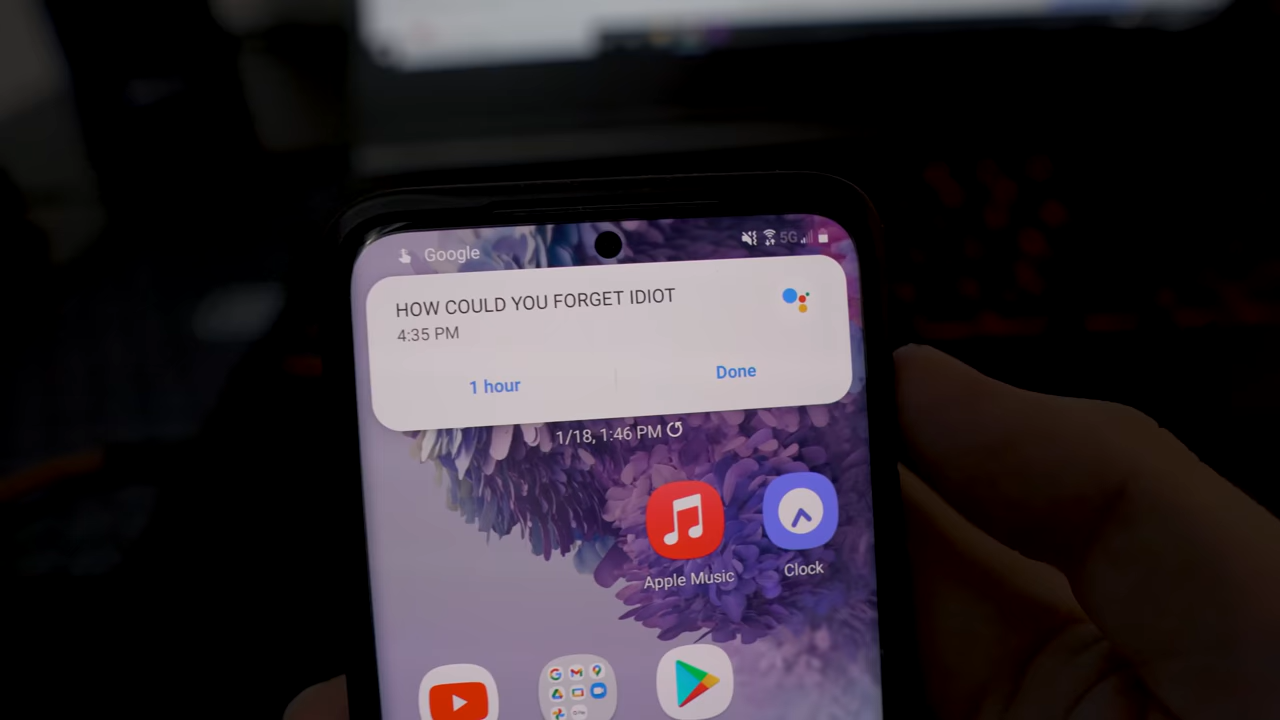 Google
5G
HOW COULD YOU FORGET IDIOT
4:35 PM
1 hour
Done
1/18, 1:46 PM
Apple Music
Clock